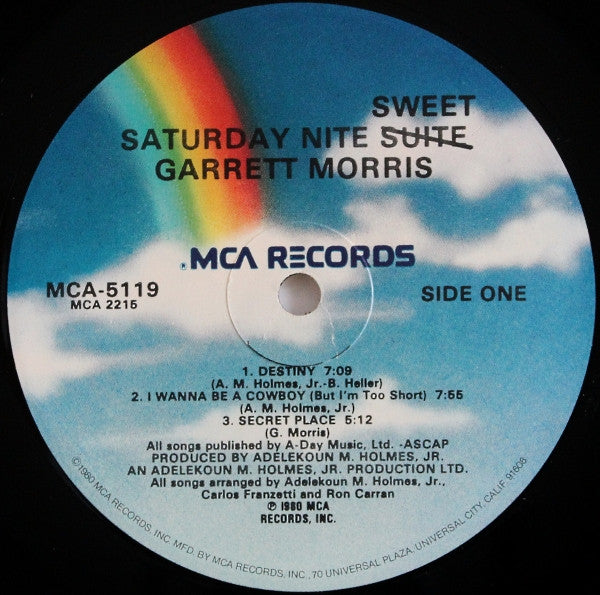 SWEET
SATURDAY NITE SUITE
GARRETT MORRIS
®MCA RECORDS
MCA-5119
MCA 2215
SIDE ONE
1. DESTINY 7:09
(A. M. Holmes, Jr.-B. Heller)
2. I WANNA BE A COWBOY (But I'm Too Short) 7:55
(A. M. Holmes, Jr.)
3. SECRET PLACE 5:12
(G. Morris)
All songs published by A-Day Music, Ltd. -ASCAP
PRODUCED BY ADELEKOUN M. HOLMES, JR.
AN ADELEKOUN M. HOLMES, JR. PRODUCTION LTD.
All songs arranged by Adelekoun M. Holmes, Jr.,
Carlos Franzetti and Ron Carran
℗ 1980 MCA
RECORDS, INC.
©1980 MCA RECORDS, INC. MFD. BY MCA RECORDS, INC., 70 UNIVERSAL PLAZA, UNIVERSAL CITY, CALIF. 91608